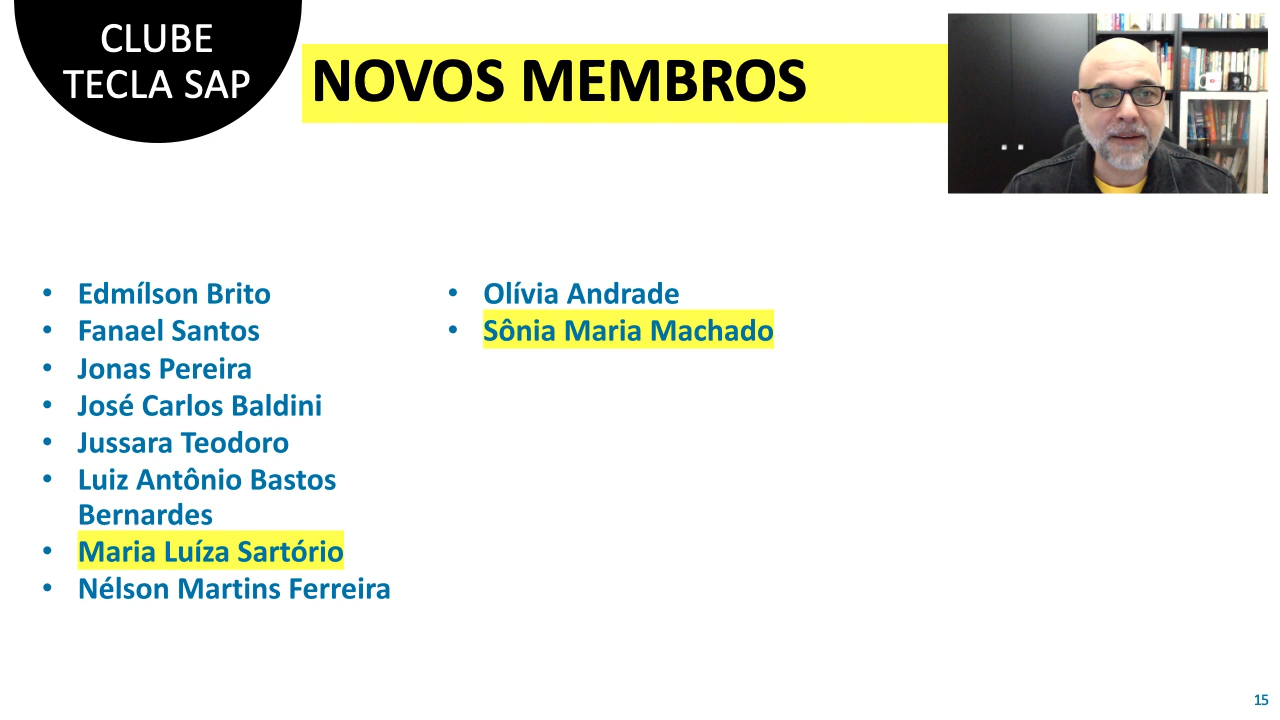 CLUBE
TECLA SAP
NOVOS MEMBROS
• Edmílson Brito
• Fanael Santos
• Jonas Pereira
• José Carlos Baldini
• Jussara Teodoro
• Luiz Antônio Bastos
Bernardes
• Maria Luíza Sartório
• Nélson Martins Ferreira
• Olívia Andrade
• Sônia Maria Machado
15